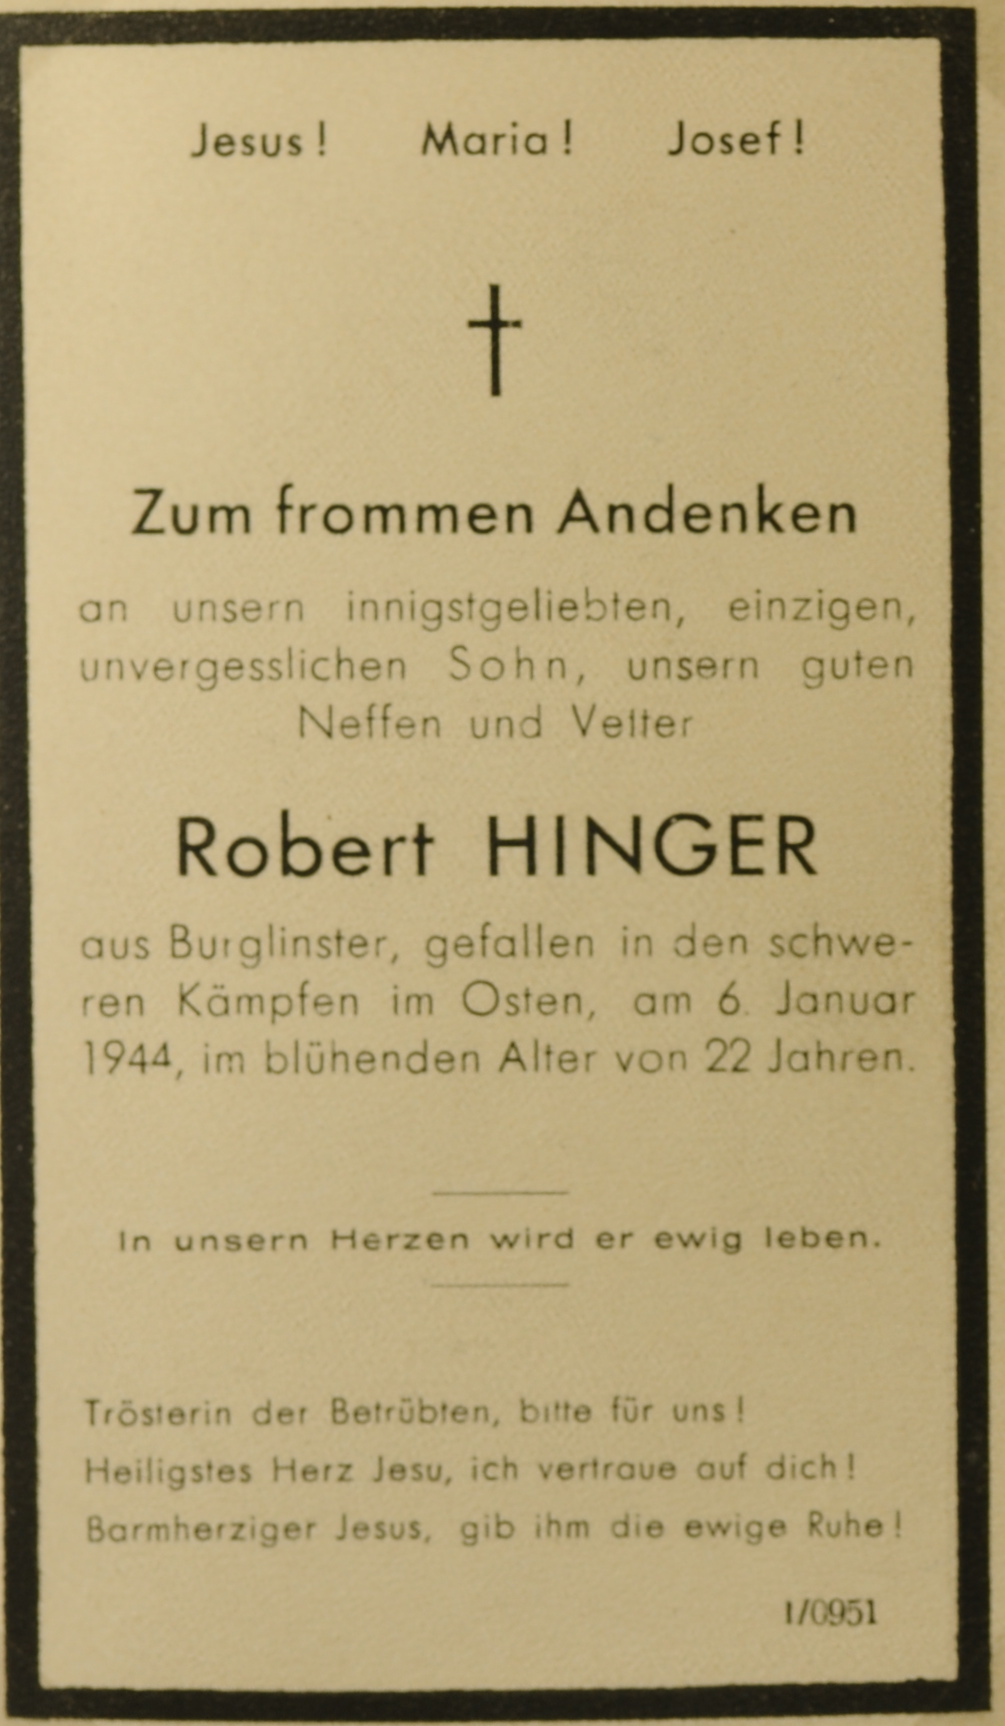 Jesus! Maria! Josef!
Zum frommen Andenken
an unsern innigstgeliebten, einzigen,
unvergesslichen Sohn, unsern guten
Neffen und Vetter
Robert HINGER
aus Burglinster, gefallen in den schwe-
ren Kämpfen im Osten, am 6. Januar
1944, im blühenden Alter von 22 Jahren.
In unsern Herzen wird er ewig leben.
Trösterin der Betrübten, bitte für uns!
Heiligstes Herz Jesu, ich vertraue auf dich!
Barmherziger Jesus, gib ihm die ewige Ruhe!
1/0951